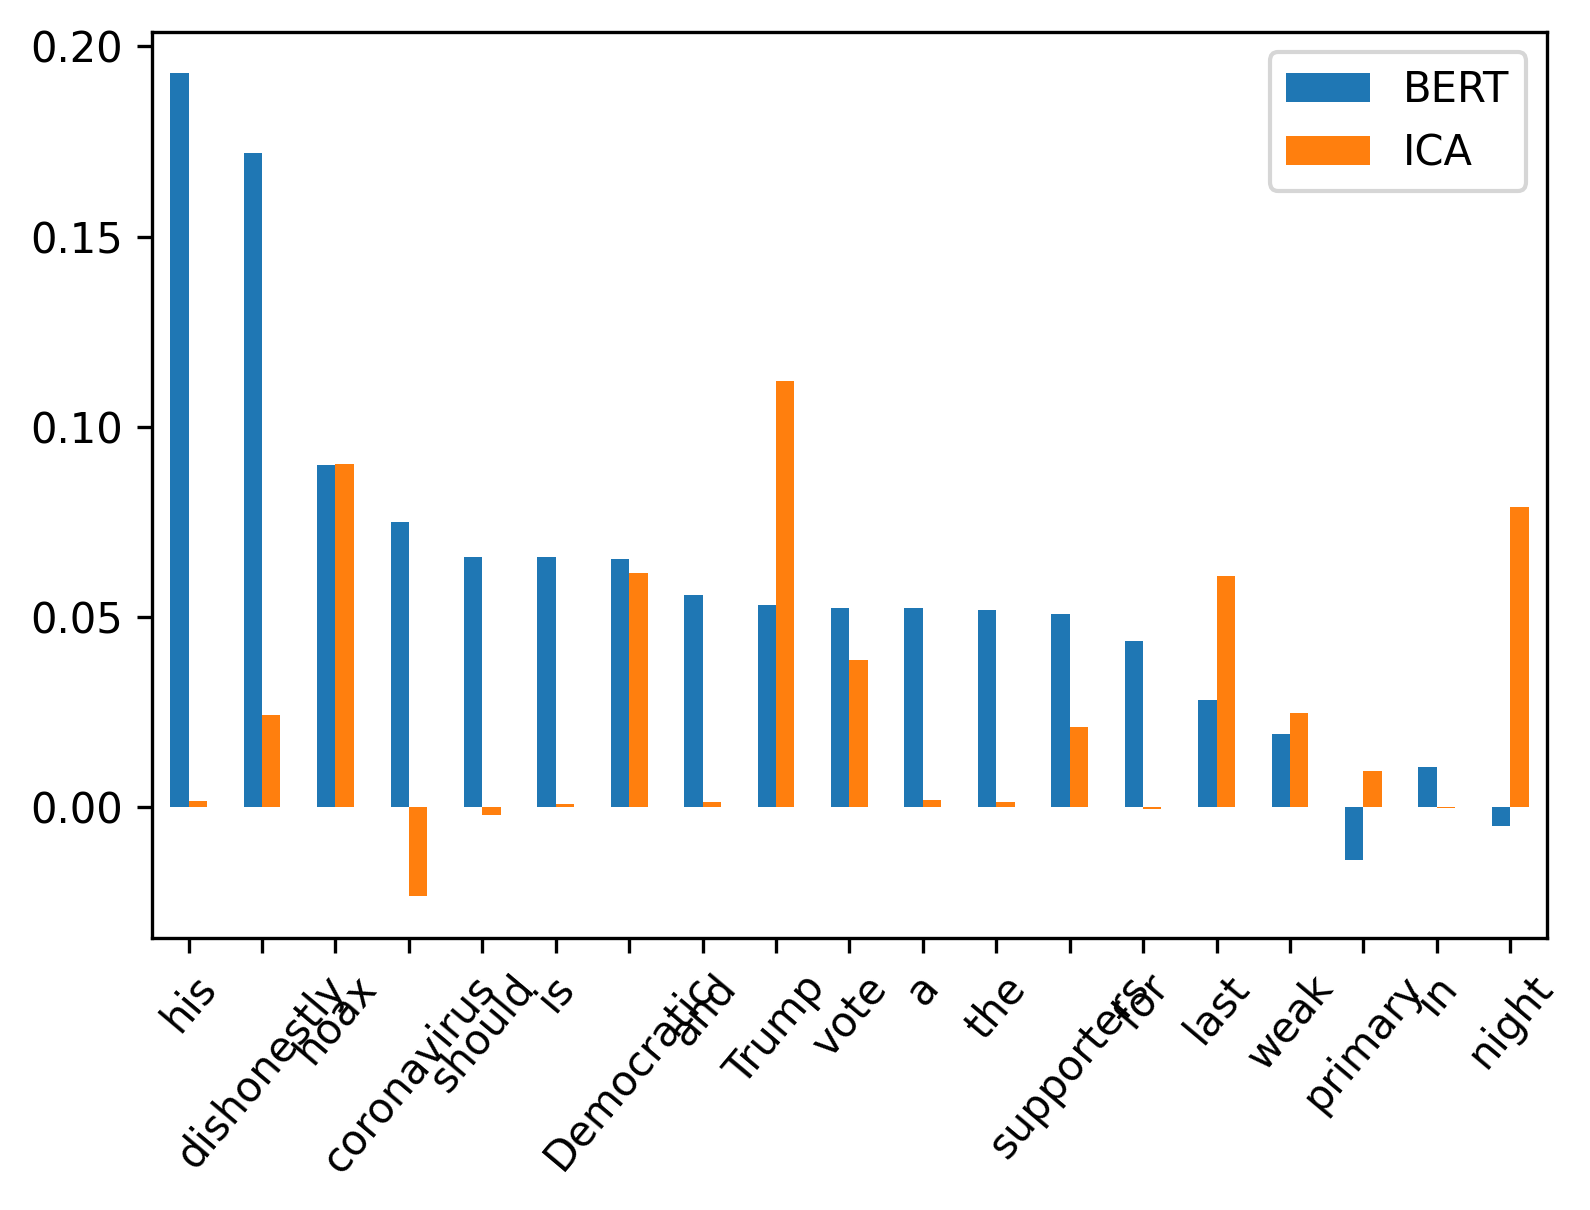 0.20
0.15
0.10
0.05
0.00
BERT
ICA
his
dishonestly
hoax
coronavirus
should
is
Democratic
and
Trump
vote
a
the
supporters
for
last
weak
primary
in
night